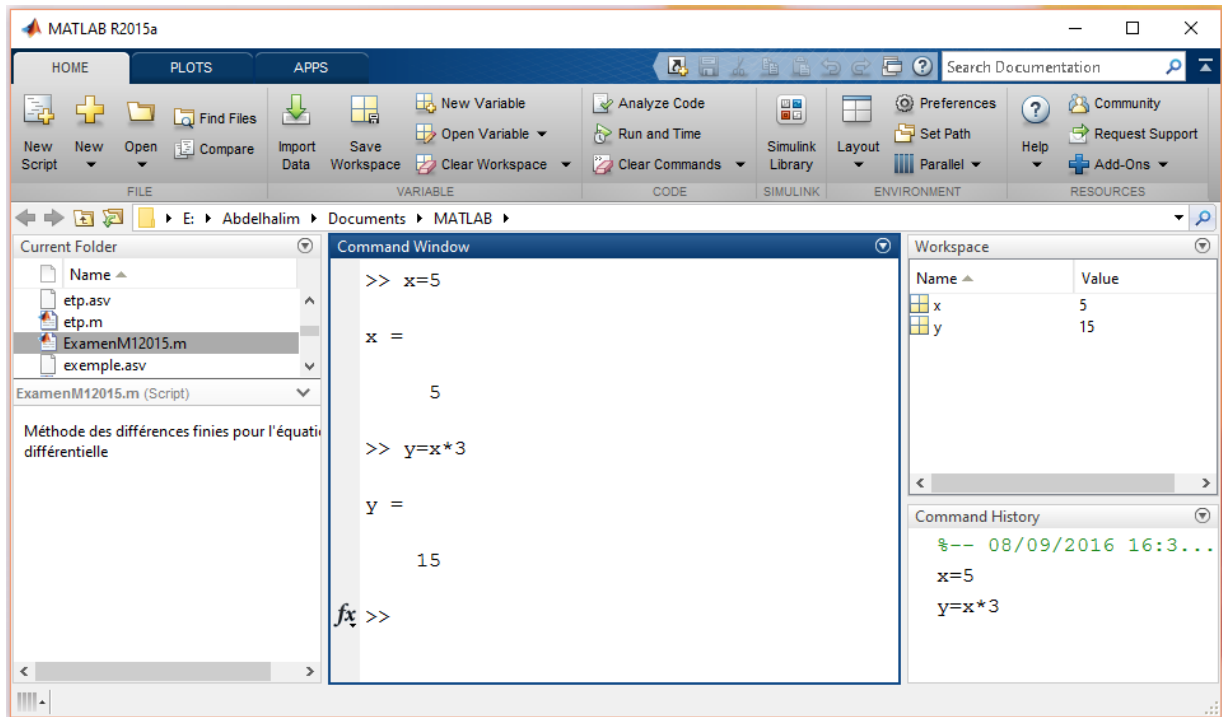 MATLAB R2015a
HOME PLOTS APPS Search Documentation
New Script
New
Open
Find Files
Compare
Import Data
Save Workspace
New Variable
Open Variable
Clear Workspace
Analyze Code
Run and Time
Clear Commands
Simulink Library
Layout
Preferences
Set Path
Parallel
Help
Community
Request Support
Add-Ons
FILE VARIABLE CODE SIMULINK ENVIRONMENT RESOURCES
E: Abdelhalim Documents MATLAB
Current Folder
Name
etp.asv
etp.m
ExamenM12015.m
exemple.asv
ExamenM12015.m (Script)
Méthode des différences finies pour l'équati
différentielle
Command Window
>> x=5
x =
5
>> y=x*3
y =
15
fx >>
Workspace
Name Value
x 5
y 15
Command History
%-- 08/09/2016 16:3...
x=5
y=x*3